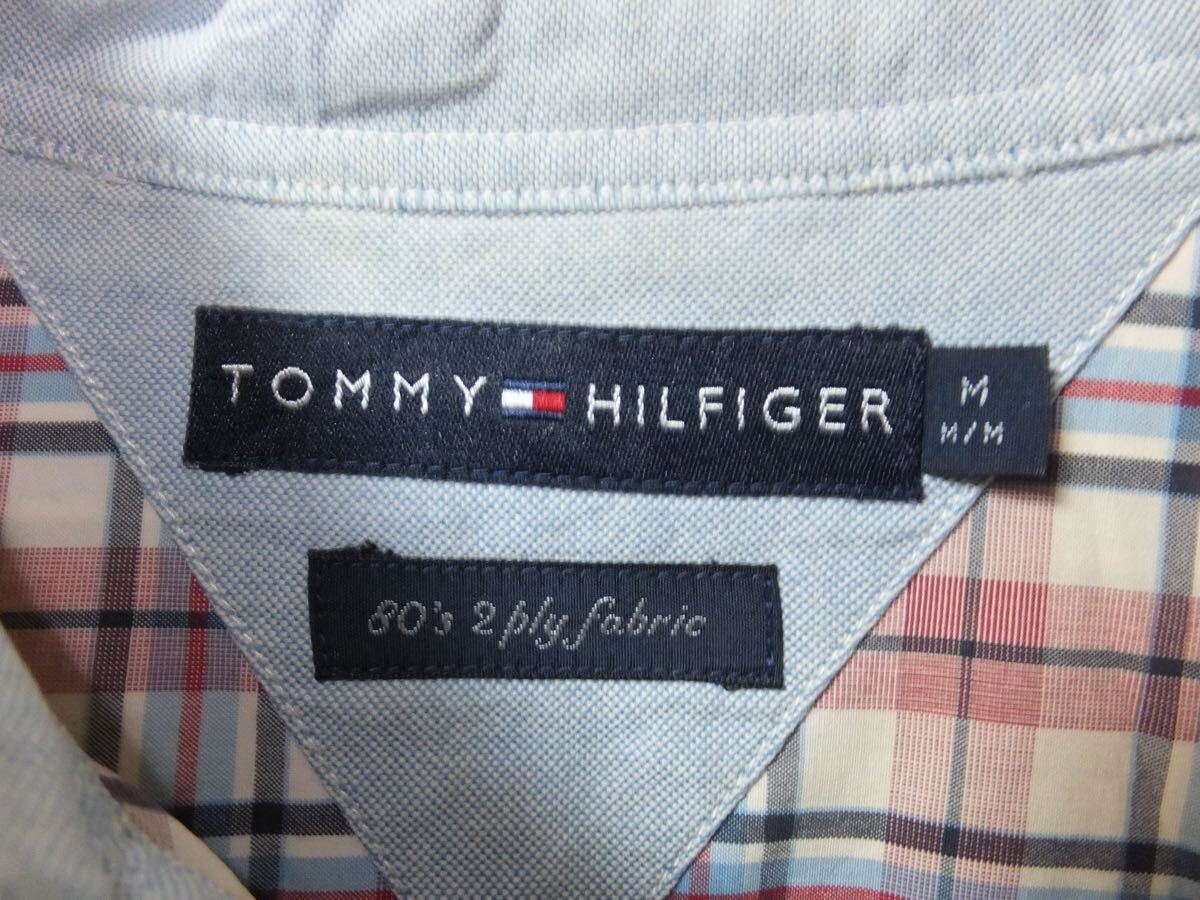 TOMMY HILFIGER
M
M/M
80's 2 ply fabric